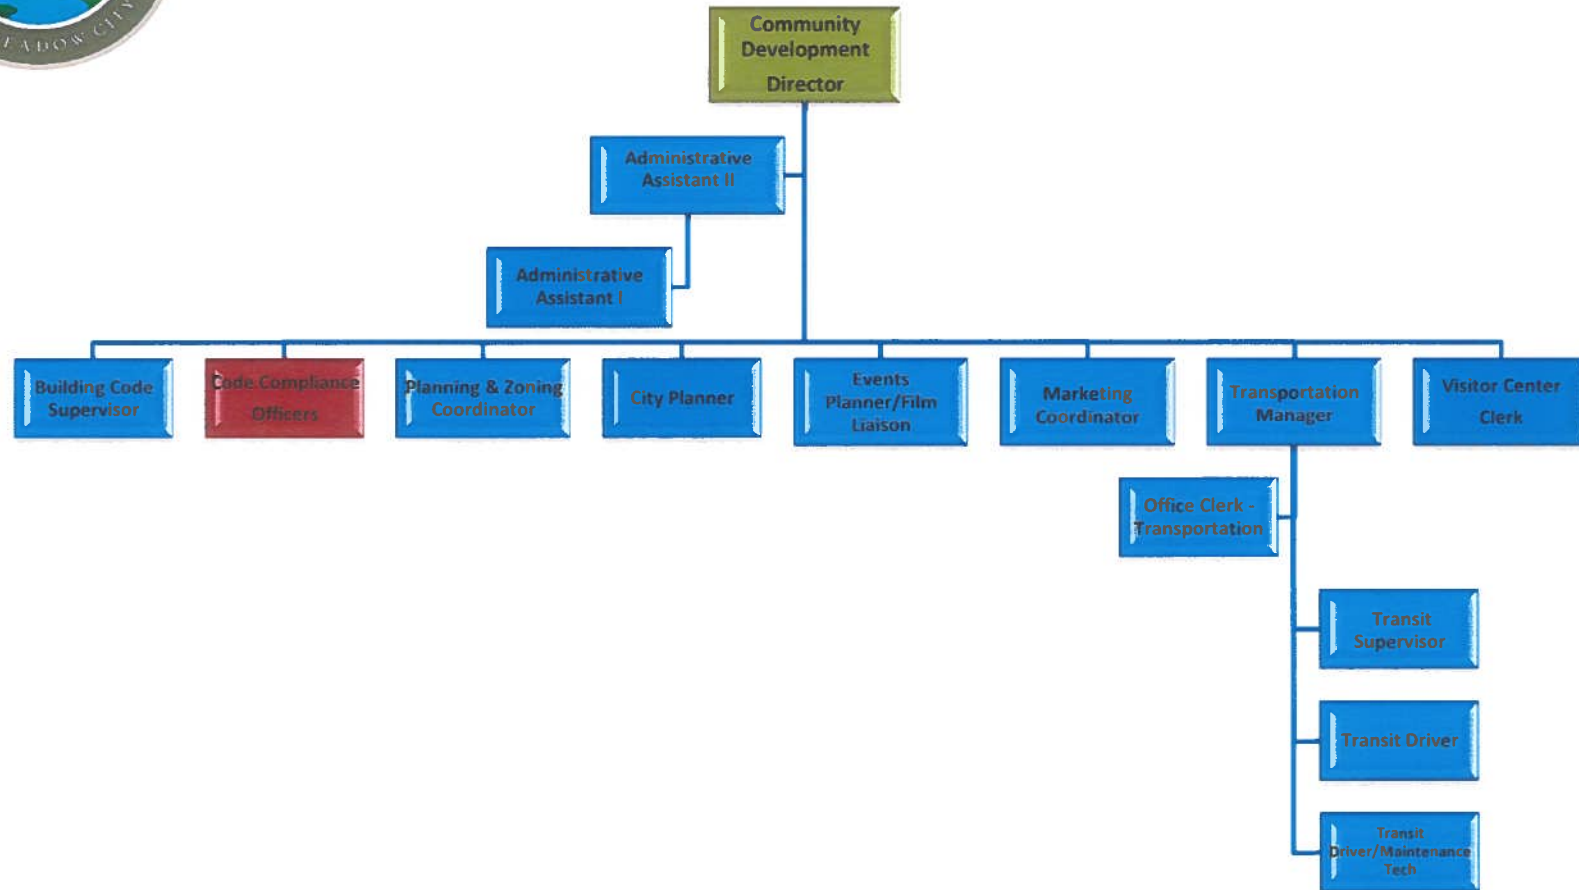 EADOW CITY
Community
Development
Director
Administrative
Assistant II
Administrative
Assistant I
Building Code
Supervisor
Code Compliance
Officers
Planning & Zoning
Coordinator
City Planner
Events
Planner/Film
Liaison
Marketing
Coordinator
Transportation
Manager
Visitor Center
Clerk
Office Clerk -
Transportation
Transit
Supervisor
Transit Driver
Transit
Driver/Maintenance
Tech